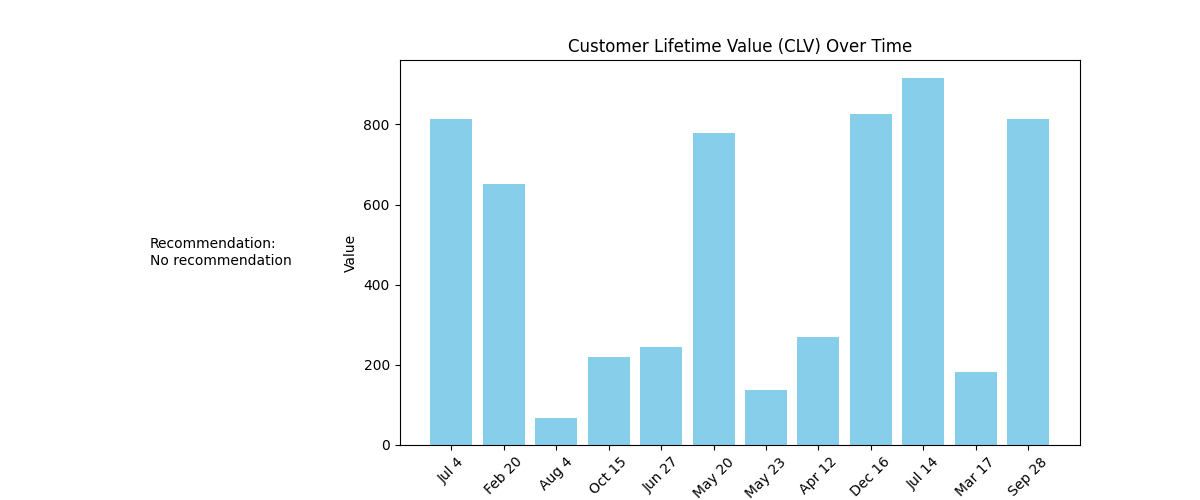 Customer Lifetime Value (CLV) Over Time
Recommendation:
No recommendation
Value
800
600
400
200
0
Jul 4
Feb 20
Aug 4
Oct 15
Jun 27
May 20
May 23
Apr 12
Dec 16
Jul 14
Mar 17
Sep 28